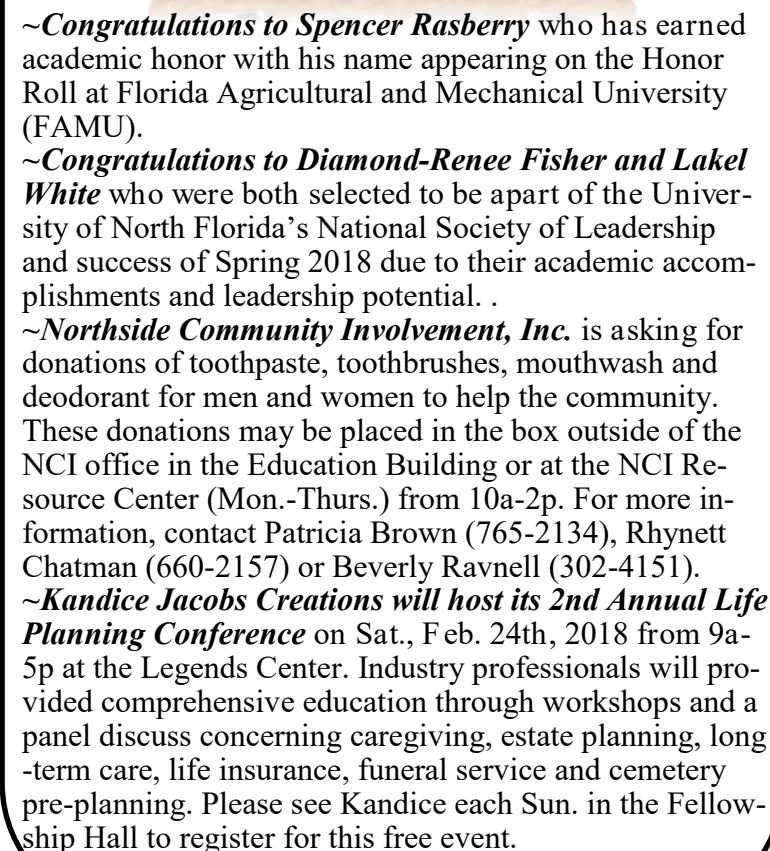 ~Congratulations to Spencer Rasberry who has earned
academic honor with his name appearing on the Honor
Roll at Florida Agricultural and Mechanical University
(FAMU).
~Congratulations to Diamond-Renee Fisher and Lakel
White who were both selected to be apart of the Univer-
sity of North Florida’s National Society of Leadership
and success of Spring 2018 due to their academic accom-
plishments and leadership potential. .
~Northside Community Involvement, Inc. is asking for
donations of toothpaste, toothbrushes, mouthwash and
deodorant for men and women to help the community.
These donations may be placed in the box outside of the
NCI office in the Education Building or at the NCI Re-
source Center (Mon.-Thurs.) from 10a-2p. For more in-
formation, contact Patricia Brown (765-2134), Rhynett
Chatman (660-2157) or Beverly Ravnell (302-4151).
~Kandice Jacobs Creations will host its 2nd Annual Life
Planning Conference on Sat., Feb. 24th, 2018 from 9a-
5p at the Legends Center. Industry professionals will pro-
vided comprehensive education through workshops and a
panel discuss concerning caregiving, estate planning, long
-term care, life insurance, funeral service and cemetery
pre-planning. Please see Kandice each Sun. in the Fellow-
ship Hall to register for this free event.